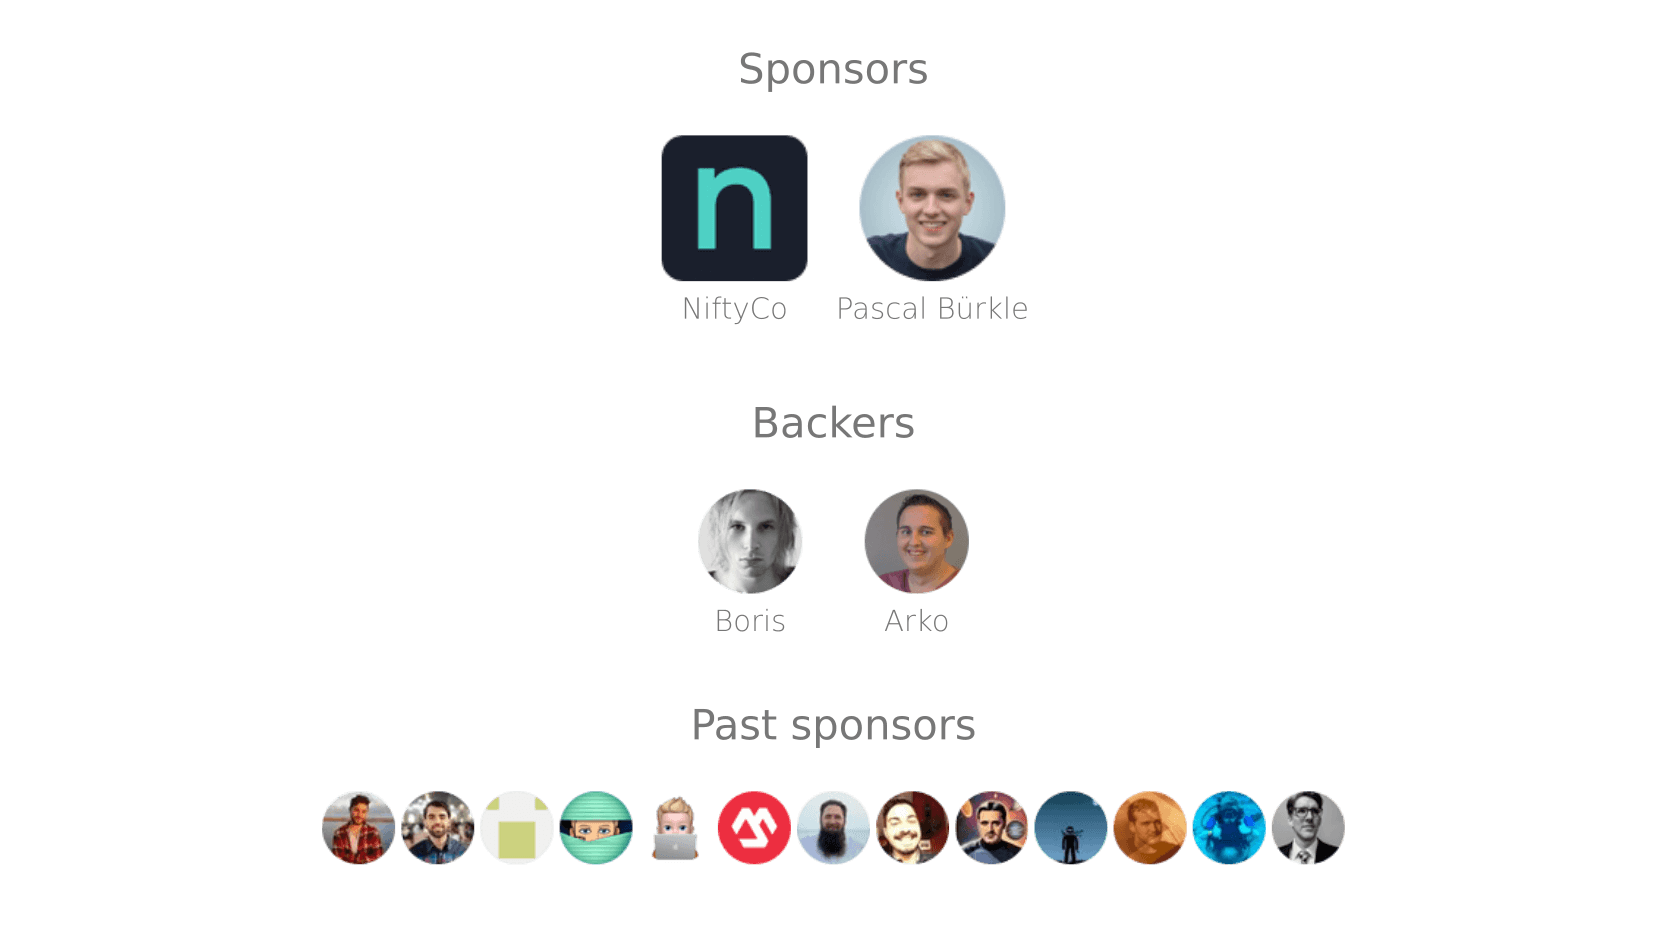 Sponsors
n
NiftyCo Pascal Bürkle
Backers
Boris Arko
Past sponsors